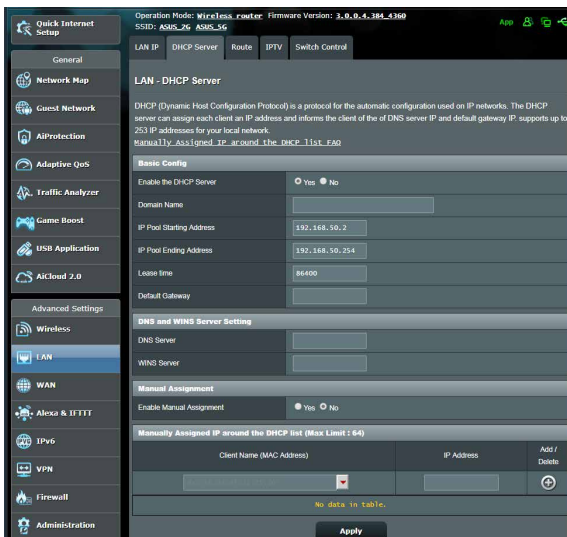 Quick Internet
Setup
General
Network Map
Guest Network
AiProtection
Adaptive QoS
Traffic Analyzer
Game Boost
USB Application
AiCloud 2.0
Advanced Settings
Wireless
LAN
WAN
Alexa & IFTTT
IPv6
VPN
Firewall
Administration
Operation Mode: Wireless router Firmware Version: 3.0.0.4.384_4360
SSID: ASUS_2G ASUS_5G
App
LAN IP DHCP Server Route IPTV Switch Control
LAN - DHCP Server
DHCP (Dynamic Host Configuration Protocol) is a protocol for the automatic configuration used on IP networks. The DHCP
server can assign each client an IP address and informs the client of the of DNS server IP and default gateway IP. supports up to
253 IP addresses for your local network.
Manually Assigned IP around the DHCP list FAQ
Basic Config
Enable the DHCP Server Yes No
Domain Name
IP Pool Starting Address 192.168.50.2
IP Pool Ending Address 192.168.50.254
Lease time 86400
Default Gateway
DNS and WINS Server Setting
DNS Server
WINS Server
Manual Assignment
Enable Manual Assignment Yes No
Manually Assigned IP around the DHCP list (Max Limit : 64)
Client Name (MAC Address) IP Address Add / Delete
No data in table.
Apply